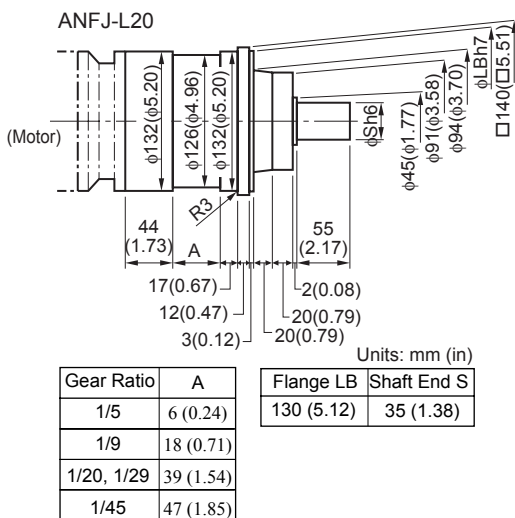 ANFJ-L20
(Motor)
φ132(φ5.20)
φ126(φ4.96)
φ132(φ5.20)
φSh6
φ45(φ1.77)
φ91(φ3.58)
φ94(φ3.70)
φLBh7
□140(□5.51)
R3
44
(1.73)
A
55
(2.17)
17(0.67)
12(0.47)
3(0.12)
2(0.08)
20(0.79)
20(0.79)
Units: mm (in)
Gear Ratio A
1/5 6 (0.24)
1/9 18 (0.71)
1/20, 1/29 39 (1.54)
1/45 47 (1.85)
Flange LB Shaft End S
130 (5.12) 35 (1.38)